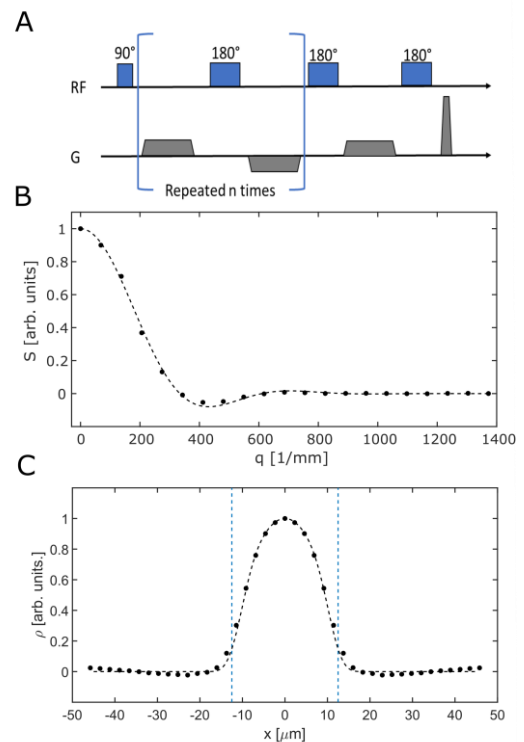 A
90° 180° 180° 180°
RF
G
Repeated n times
B
1
0.8
0.6
0.4
0.2
0
S [arb. units]
0 200 400 600 800 1000 1200 1400
q [1/mm]
C
1
0.8
0.6
0.4
0.2
0
ρ [arb. units.]
-50 -40 -30 -20 -10 0 10 20 30 40 50
x [μm]